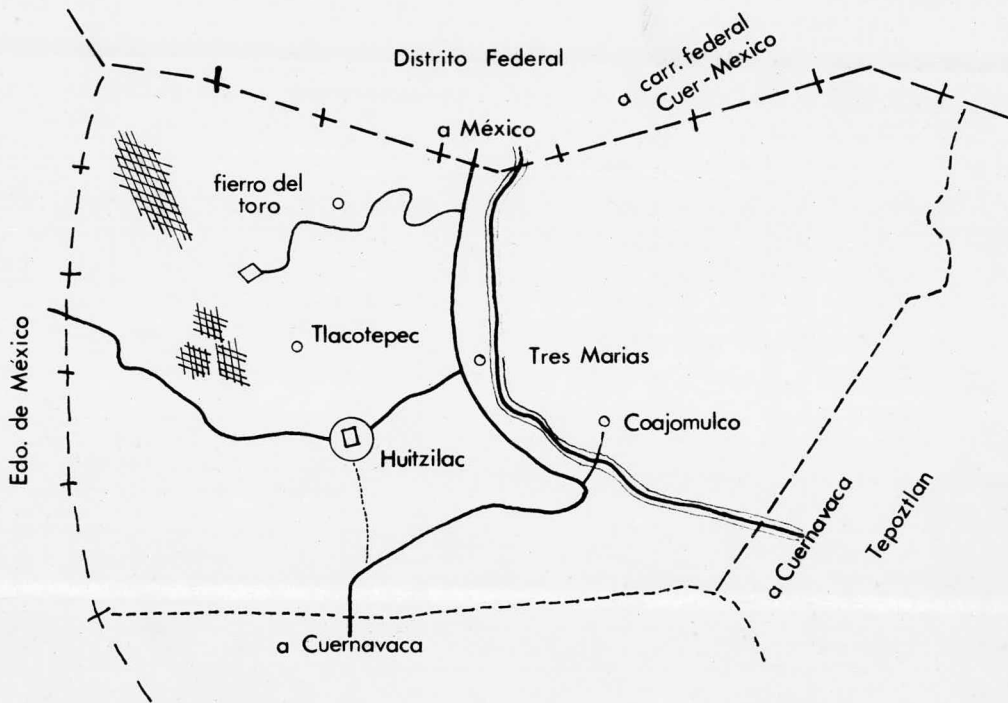 Distrito Federal
a carr. federal
Cuer-Mexico
a México
fierro del
toro
Tlacotepec
Tres Marias
Edo. de México
Coajomulco
Huitzilac
a Cuernavaca
Tepoztlan
a Cuernavaca